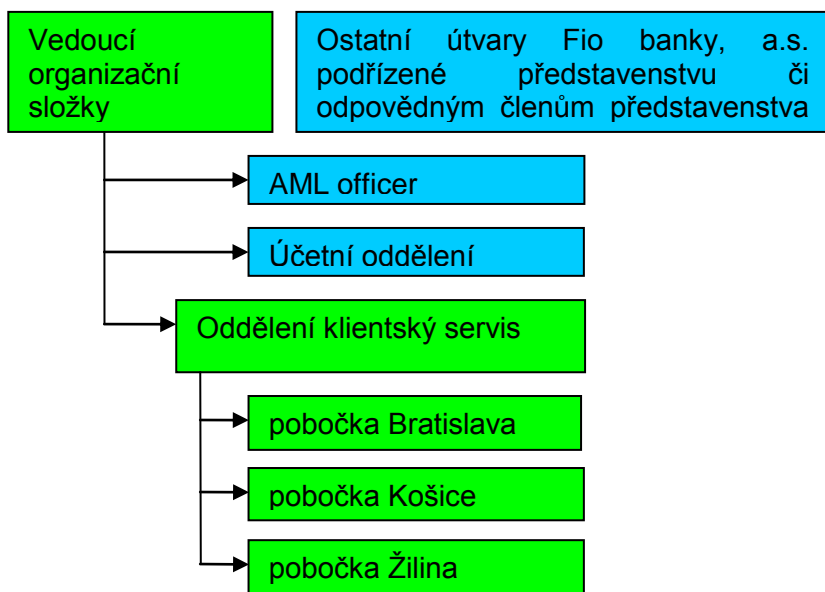 Vedoucí
organizační
složky
Ostatní útvary Fio banky, a.s.
podřízené představenstvu či
odpovědným členům představenstva
AML officer
Účetní oddělení
Oddělení klientský servis
pobočka Bratislava
pobočka Košice
pobočka Žilina